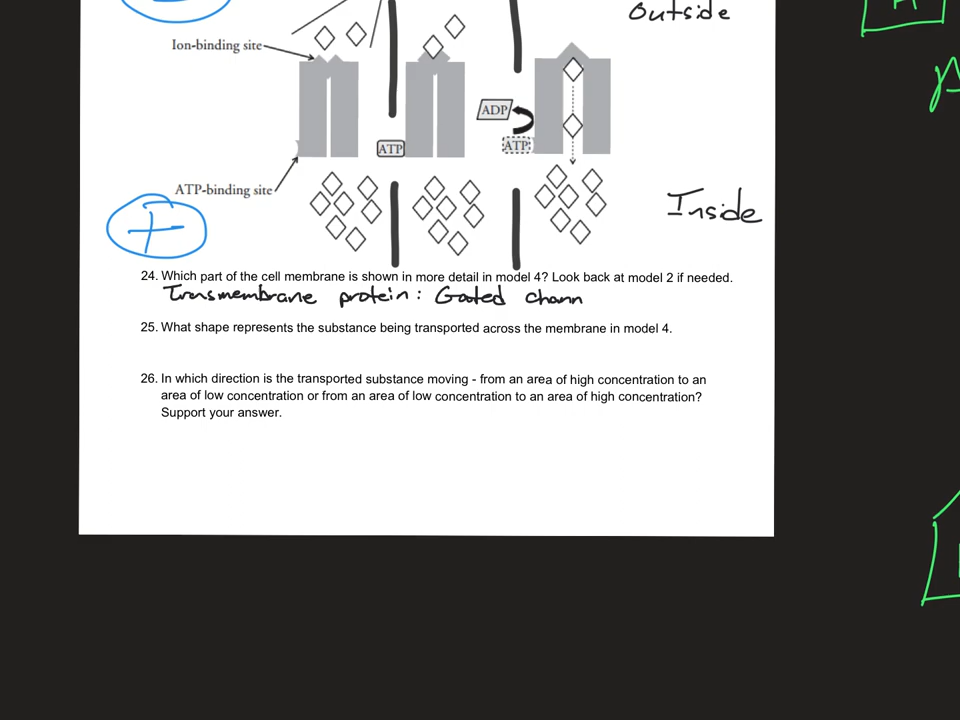 Outside
Ion-binding site
ADP
ATP
ATP
ATP-binding site
Inside
24. Which part of the cell membrane is shown in more detail in model 4? Look back at model 2 if needed.
Transmembrane protein: Gated chann
25. What shape represents the substance being transported across the membrane in model 4.
26. In which direction is the transported substance moving - from an area of high concentration to an
area of low concentration or from an area of low concentration to an area of high concentration?
Support your answer.